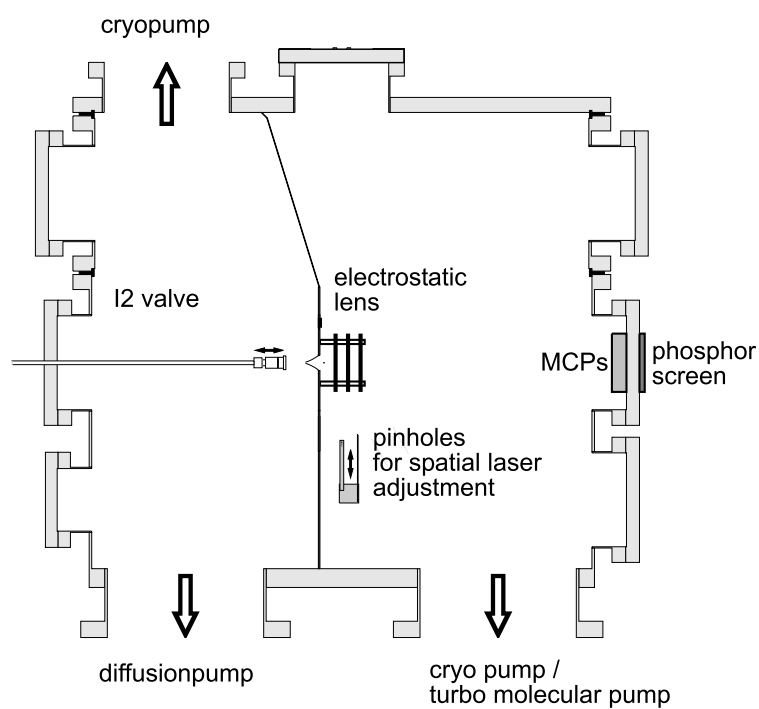 cryopump
electrostatic
lens
I2 valve
MCPs
phosphor
screen
pinholes
for spatial laser
adjustment
diffusionpump
cryo pump /
turbo molecular pump